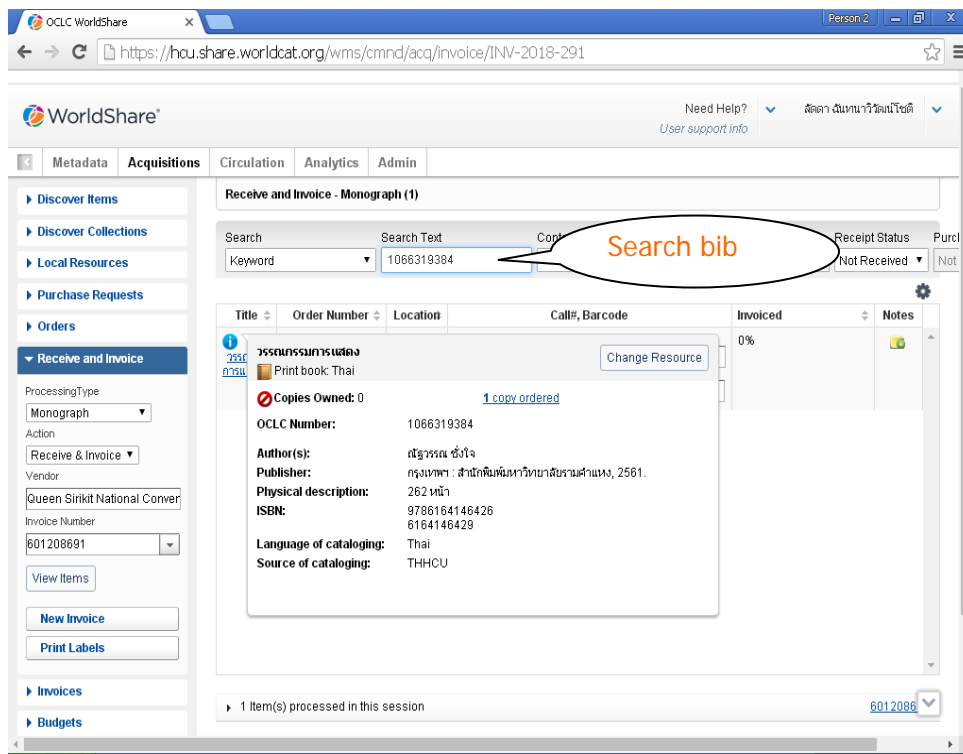 OCLC WorldShare
Person 2
https://hcu.share.worldcat.org/wms/cmnd/acq/invoice/INV-2018-291
WorldShare®
Need Help?
User support info
ลัดดา ฉันทนาวิวัฒน์โชติ
Metadata Acquisitions Circulation Analytics Admin
Discover Items
Discover Collections
Local Resources
Purchase Requests
Orders
Receive and Invoice
ProcessingType
Monograph
Action
Receive & Invoice
Vendor
Queen Sirikit National Conver
Invoice Number
601208691
View Items
New Invoice
Print Labels
Invoices
Budgets
Receive and Invoice - Monograph (1)
Search Search Text Receipt Status
Keyword 1066319384 Not Received Not
Search bib
Title Order Number Location Call#, Barcode Invoiced Notes
0%
วรรณกรรมการแสดง
Print book: Thai
Change Resource
Copies Owned: 0 1 copy ordered
OCLC Number: 1066319384
Author(s): ณัฐวรรณ ชั่งใจ
Publisher: กรุงเทพฯ : สำนักพิมพ์มหาวิทยาลัยรามคำแหง, 2561.
Physical description: 262 หน้า
ISBN: 9786164146426
6164146429
Language of cataloging: Thai
Source of cataloging: THHCU
1 Item(s) processed in this session
6012086